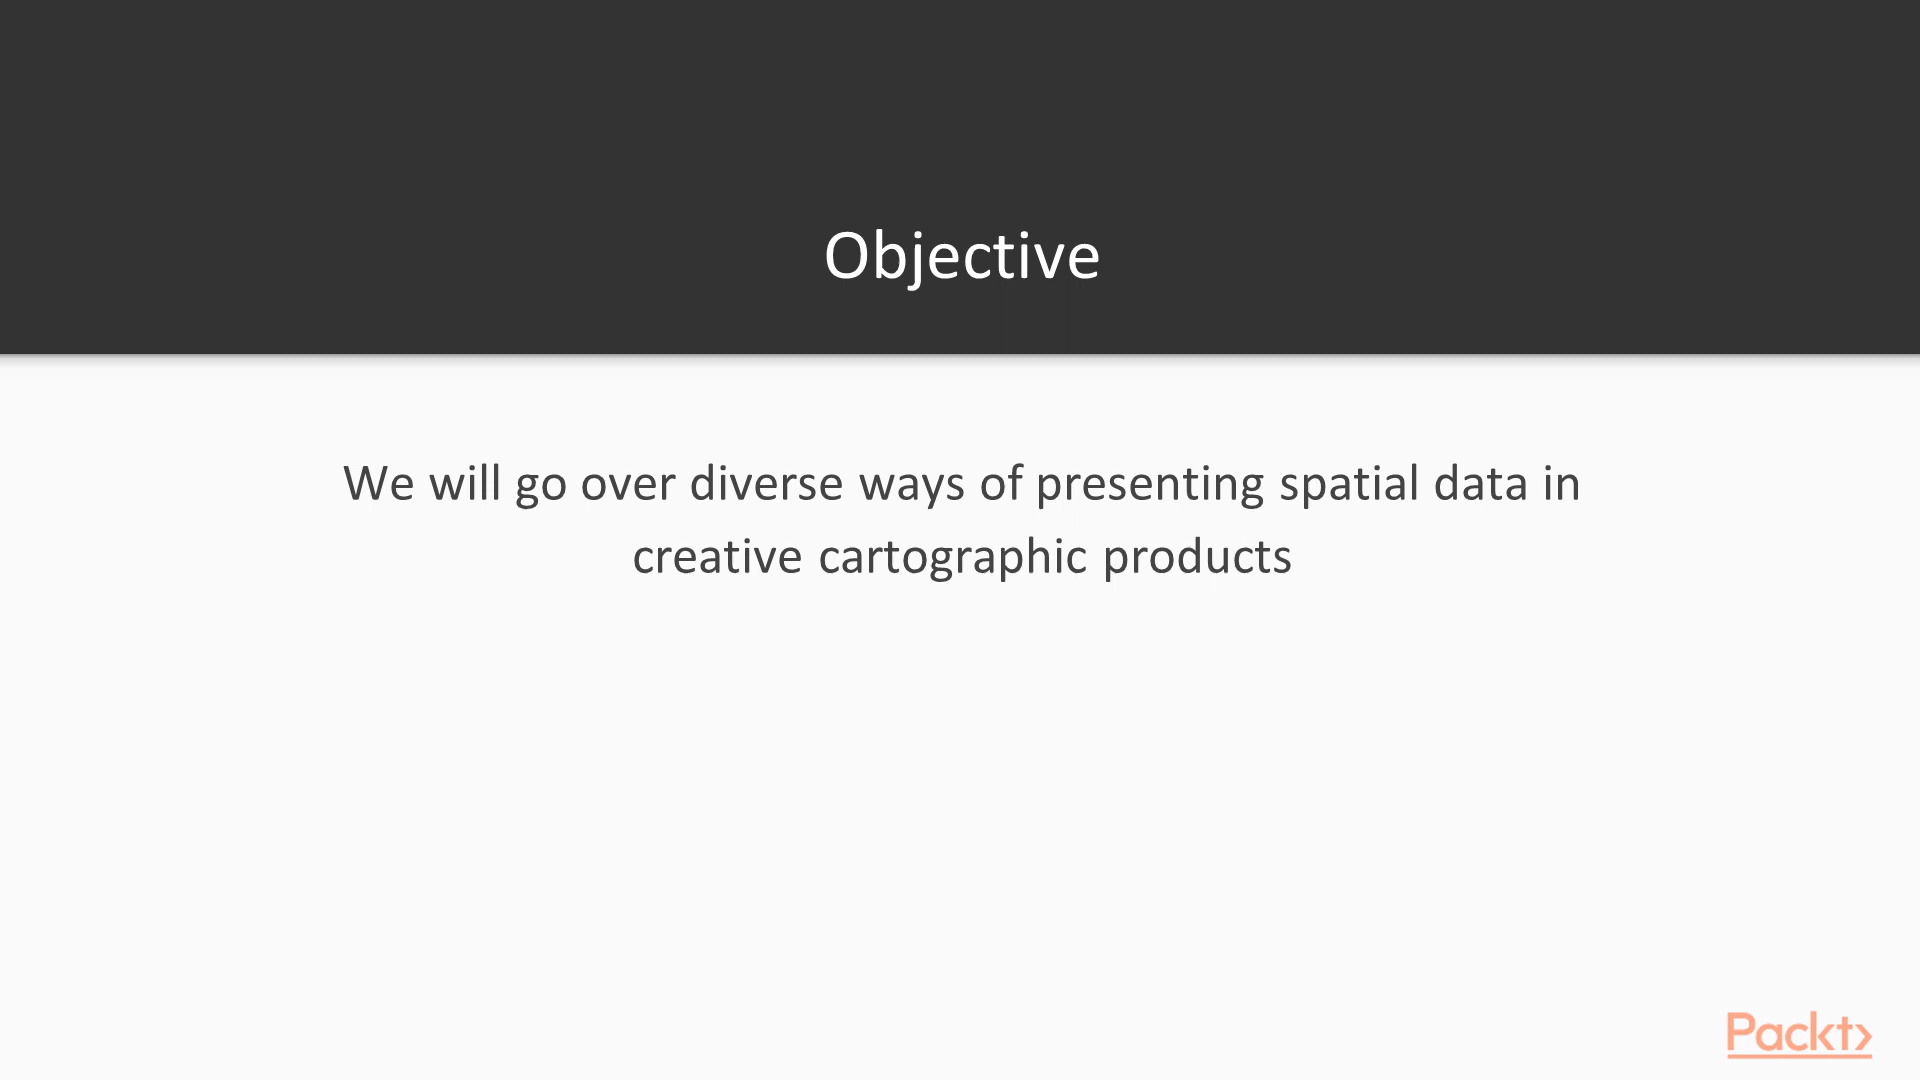 Objective
We will go over diverse ways of presenting spatial data in
creative cartographic products
Packt>